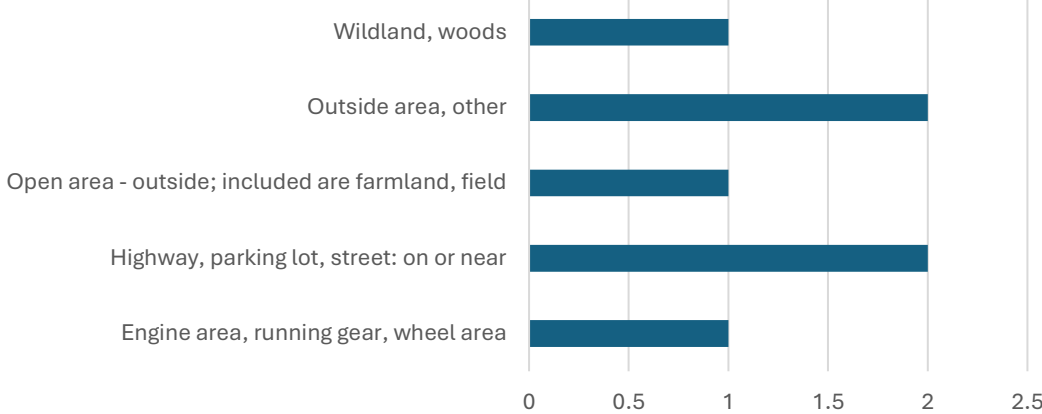 Wildland, woods
Outside area, other
Open area - outside; included are farmland, field
Highway, parking lot, street: on or near
Engine area, running gear, wheel area
0 0.5 1 1.5 2 2.5